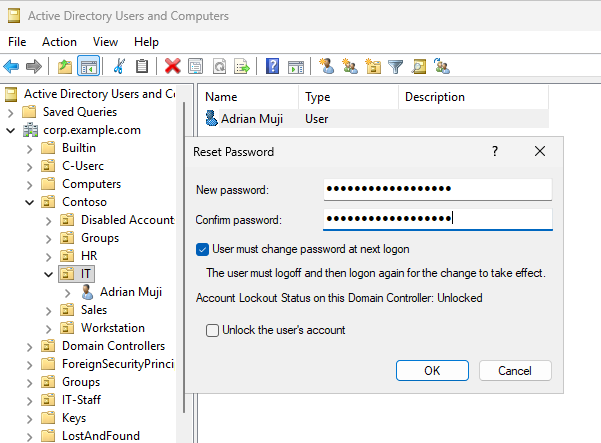 Active Directory Users and Computers
File Action View Help
Active Directory Users and Co
Saved Queries
corp.example.com
Builtin
C-Userc
Computers
Contoso
Disabled Account
Groups
HR
IT
Adrian Muji
Sales
Workstation
Domain Controllers
ForeignSecurityPrinci
Groups
IT-Staff
Keys
LostAndFound
Name Type Description
Adrian Muji User
Reset Password
New password:
Confirm password:
User must change password at next logon
The user must logoff and then logon again for the change to take effect.
Account Lockout Status on this Domain Controller: Unlocked
Unlock the user's account
OK Cancel